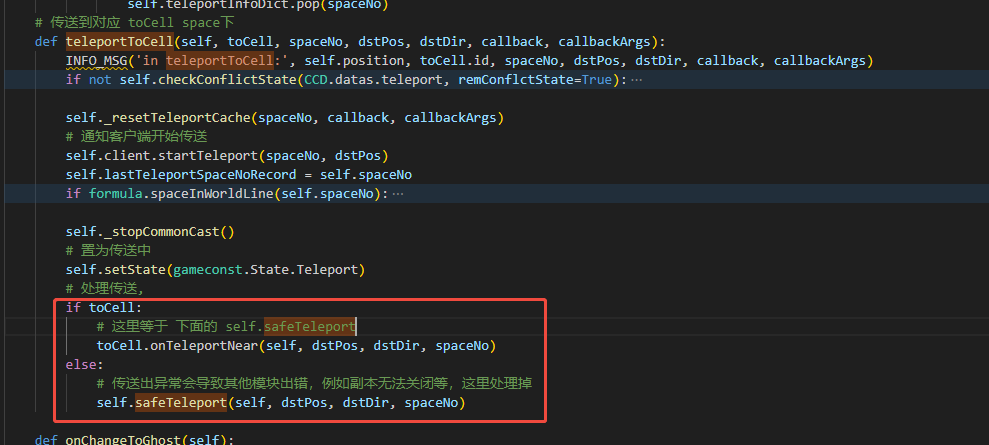 self.teleportInfoDict.pop(spaceNo)
# 传送到对应 toCell space下
def teleportToCell(self, toCell, spaceNo, dstPos, dstDir, callback, callbackArgs):
INFO_MSG('in teleportToCell:', self.position, toCell.id, spaceNo, dstPos, dstDir, callback, callbackArgs)
if not self.checkConflictState(CCD.datas.teleport, remConflctState=True):…
self._resetTeleportCache(spaceNo, callback, callbackArgs)
# 通知客户端开始传送
self.client.startTeleport(spaceNo, dstPos)
self.lastTeleportSpaceNoRecord = self.spaceNo
if formula.spaceInWorldLine(self.spaceNo):…
self._stopCommonCast()
# 置为传送中
self.setState(gameconst.State.Teleport)
# 处理传送,
if toCell:
# 这里等于 下面的 self.safeTeleport
toCell.onTeleportNear(self, dstPos, dstDir, spaceNo)
else:
# 传送出异常会导致其他模块出错，例如副本无法关闭等，这里处理掉
self.safeTeleport(self, dstPos, dstDir, spaceNo)
def onChangeToGhost(self):